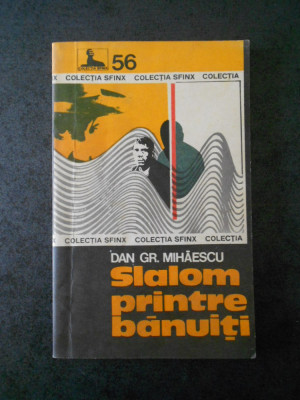 56
X COLECȚIA SFINX COLECȚIA SFINX COLECȚIA
X COLECȚIA SFINX COLECȚIA SFINX COLECȚIA
DAN GR. MIHĂESCU
Slalom
printre
bănuiți